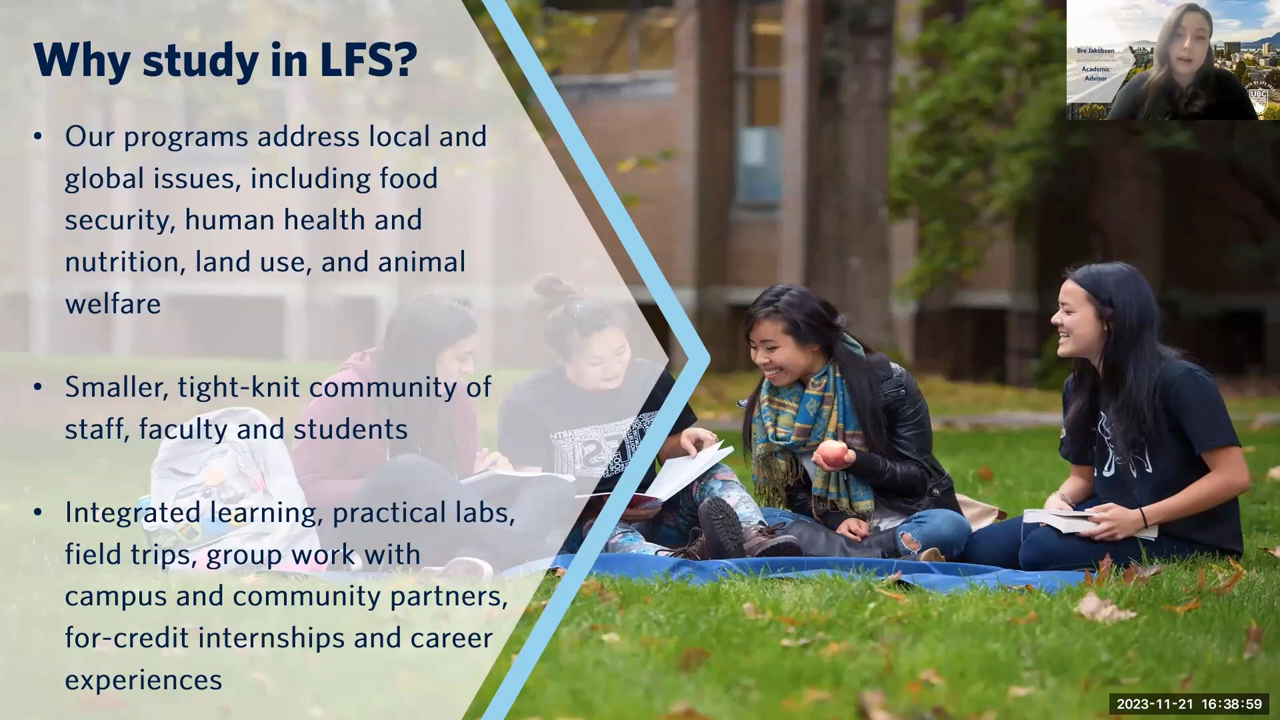 Why study in LFS?
• Our programs address local and
global issues, including food
security, human health and
nutrition, land use, and animal
welfare
• Smaller, tight-knit community of
staff, faculty and students
• Integrated learning, practical labs,
field trips, group work with
campus and community partners,
for-credit internships and career
experiences
Bre Jakobsen
Academic
Advisor
UBC
2023-11-21 16:38:59